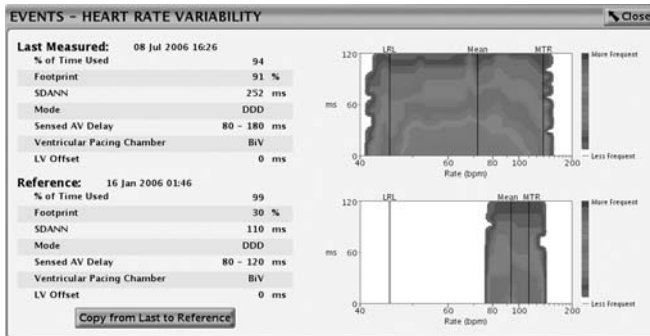 EVENTS – HEART RATE VARIABILITY
Close
Last Measured: 08 Jul 2006 16:26
% of Time Used 94
Footprint 91 %
SDANN 252 ms
Mode DDD
Sensed AV Delay 80 - 180 ms
Ventricular Pacing Chamber BiV
LV Offset 0 ms
LRL Mean MTR
120
60
0
ms
40 60 80 100 200
Rate (bpm)
More Frequent
Less Frequent
Reference: 16 Jan 2006 01:46
% of Time Used 99
Footprint 30 %
SDANN 110 ms
Mode DDD
Sensed AV Delay 80 - 120 ms
Ventricular Pacing Chamber BiV
LV Offset 0 ms
Copy from Last to Reference
LRL Mean MTR
120
60
0
ms
40 60 80 100 200
Rate (bpm)
More Frequent
Less Frequent